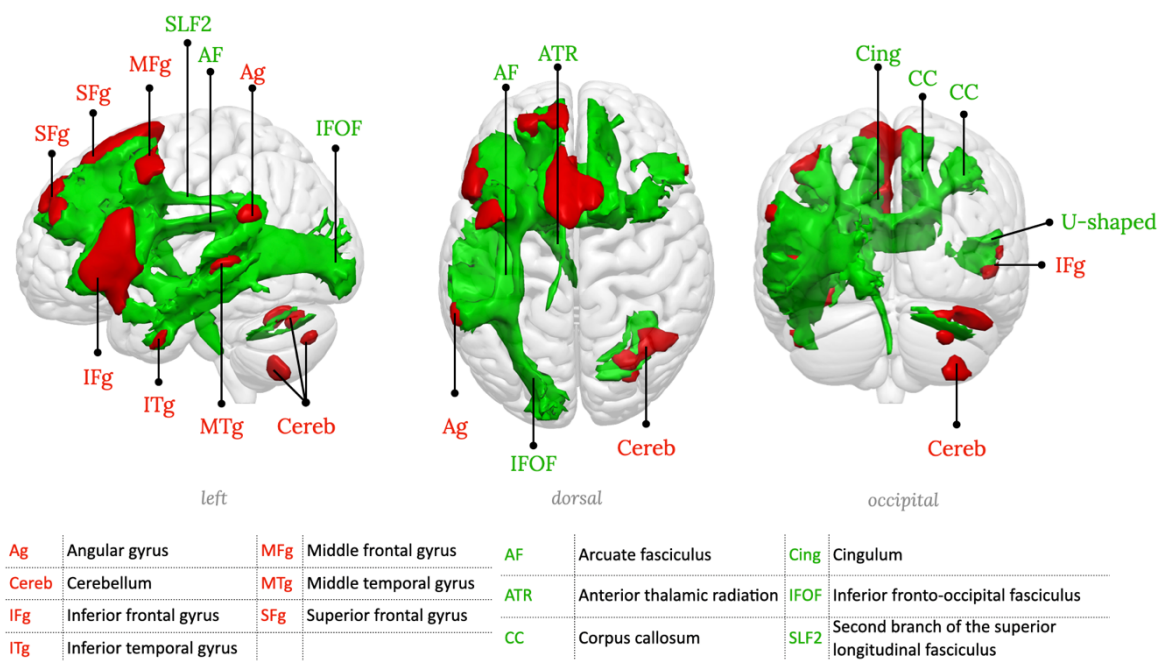 SLF2
AF
MFg
Ag
SFg
SFg
IFOF
IFg
ITg
MTg
Cereb
left
ATR
AF
Ag
IFOF
Cereb
dorsal
Cing
CC
CC
U-shaped
IFg
Cereb
occipital
Ag Angular gyrus MFg Middle frontal gyrus
Cereb Cerebellum MTg Middle temporal gyrus
IFg Inferior frontal gyrus SFg Superior frontal gyrus
ITg Inferior temporal gyrus
AF Arcuate fasciculus Cing Cingulum
ATR Anterior thalamic radiation IFOF Inferior fronto-occipital fasciculus
CC Corpus callosum SLF2 Second branch of the superior
longitudinal fasciculus